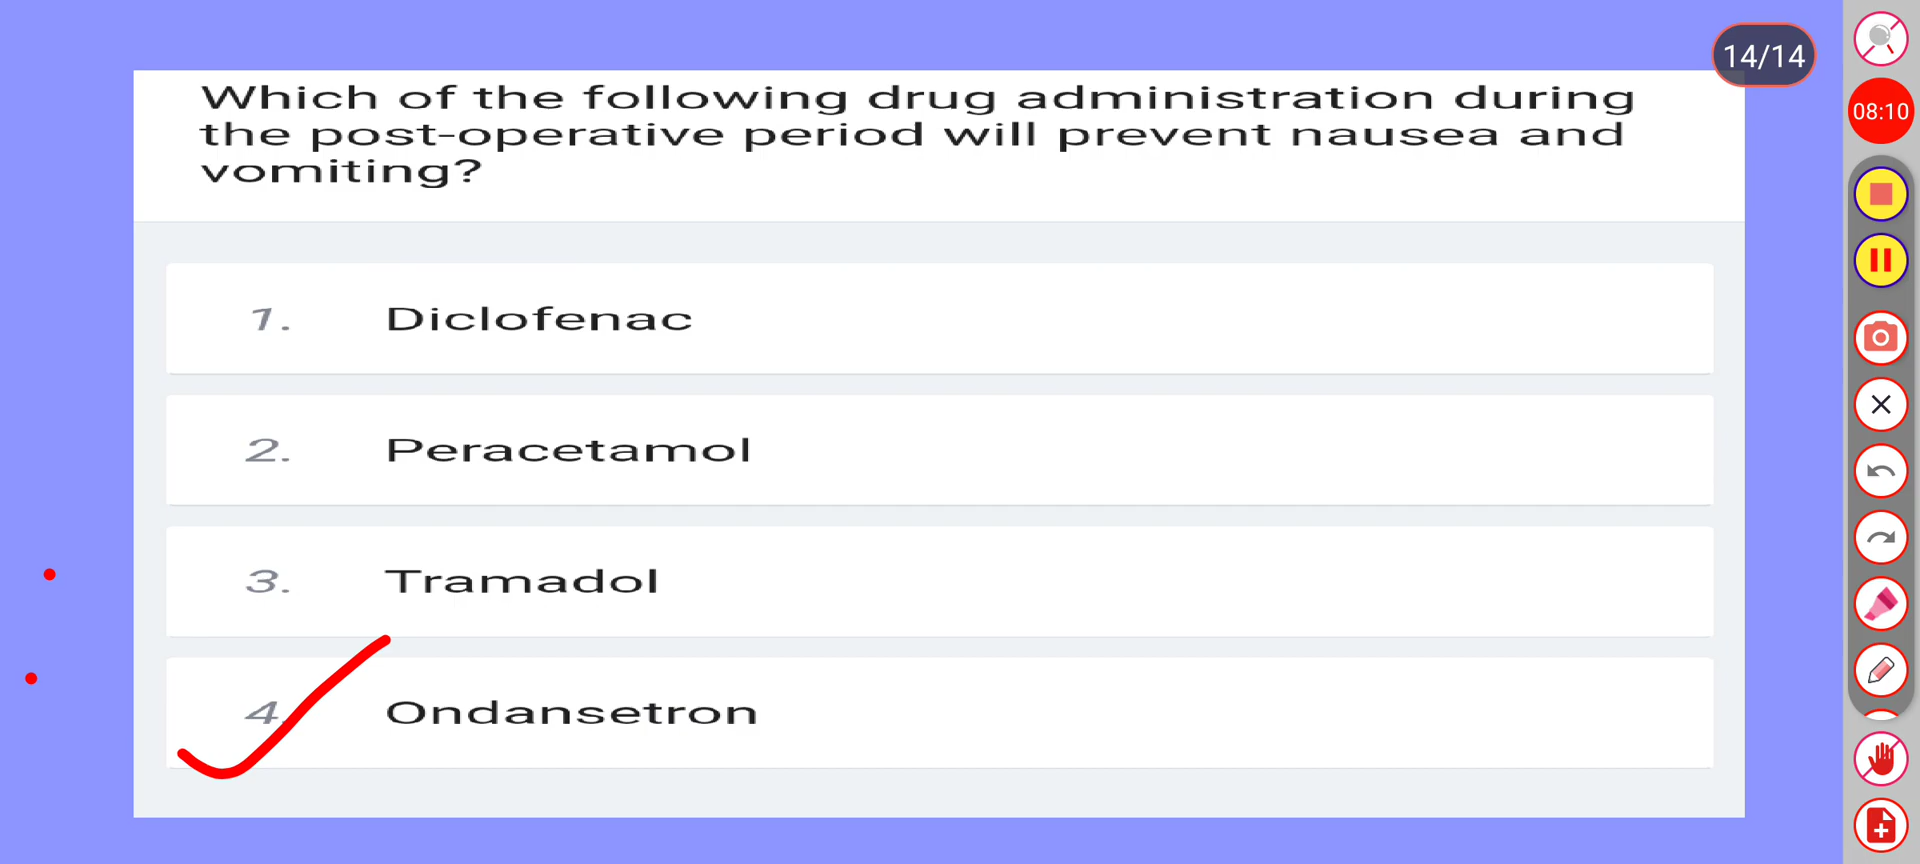 14/14
08:10
Which of the following drug administration during
the post-operative period will prevent nausea and
vomiting?
1. Diclofenac
2. Peracetamol
3. Tramadol
4. Ondansetron